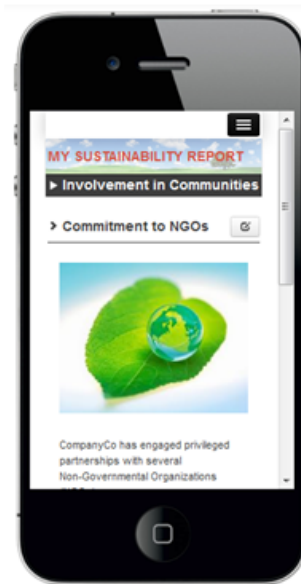 MY SUSTAINABILITY REPORT
Involvement in Communities
Commitment to NGOs
CompanyCo has engaged privileged
partnerships with several
Non-Governmental Organizations